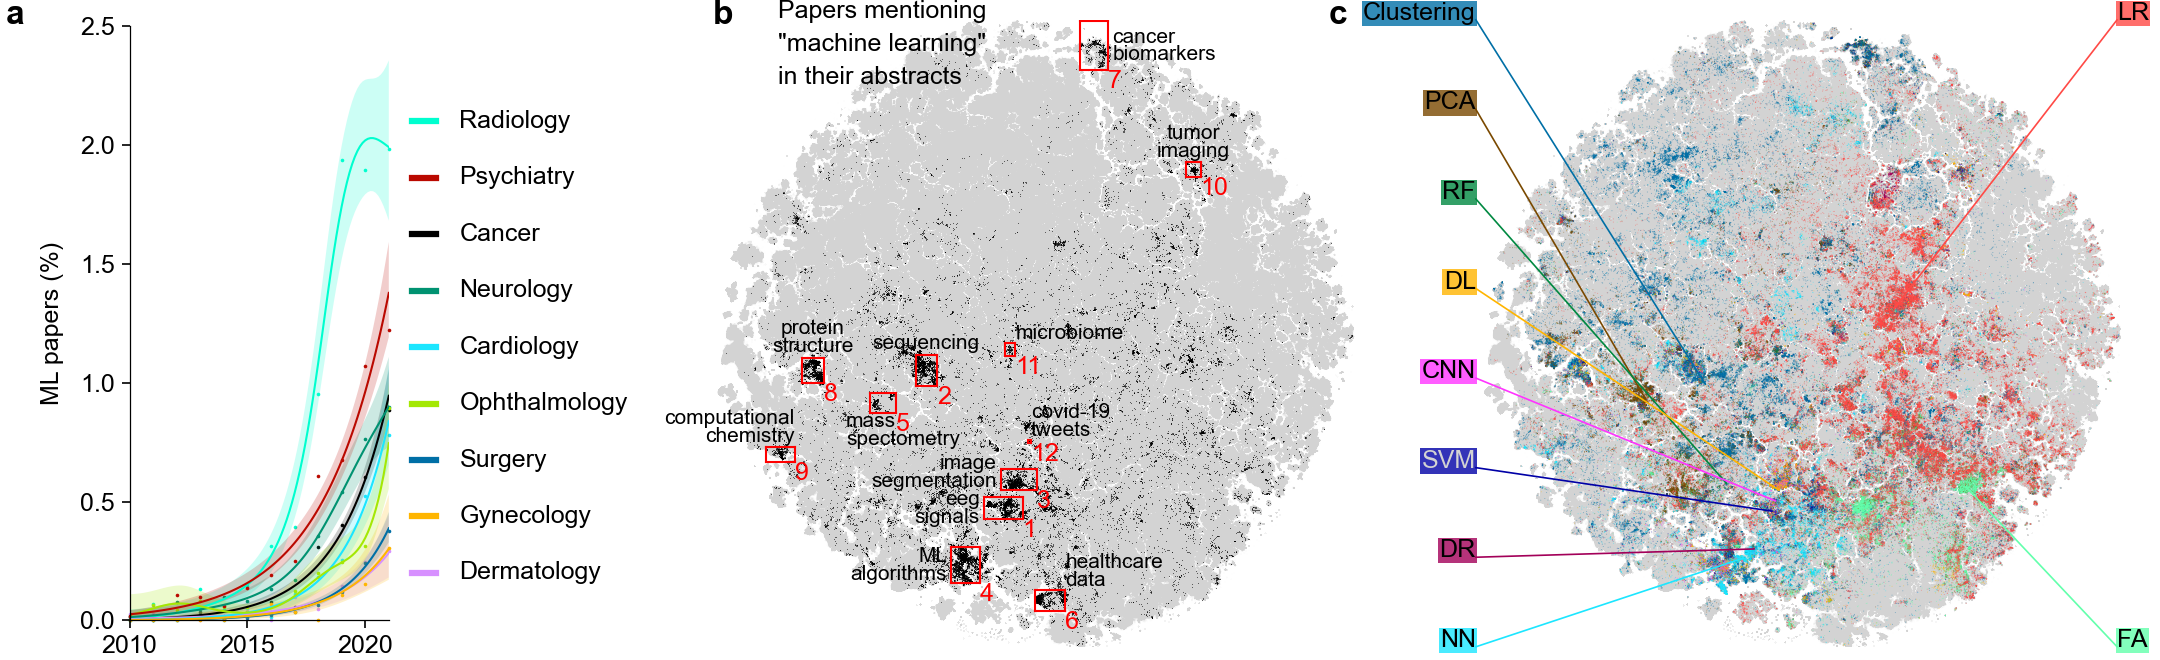 a
2.5
2.0
1.5
1.0
0.5
0.0
2010
2015
2020
ML papers (%)
Radiology
Psychiatry
Cancer
Neurology
Cardiology
Ophthalmology
Surgery
Gynecology
Dermatology
b
Papers mentioning
"machine learning"
in their abstracts
cancer
biomarkers
7
tumor
imaging
10
protein
structure
8
sequencing
2
microbiome
11
mass
spectometry
5
computational
chemistry
9
covid-19
tweets
12
image
segmentation
3
eeg
signals
1
ML
algorithms
4
healthcare
data
6
c
Clustering
PCA
RF
DL
CNN
SVM
DR
NN
LR
FA